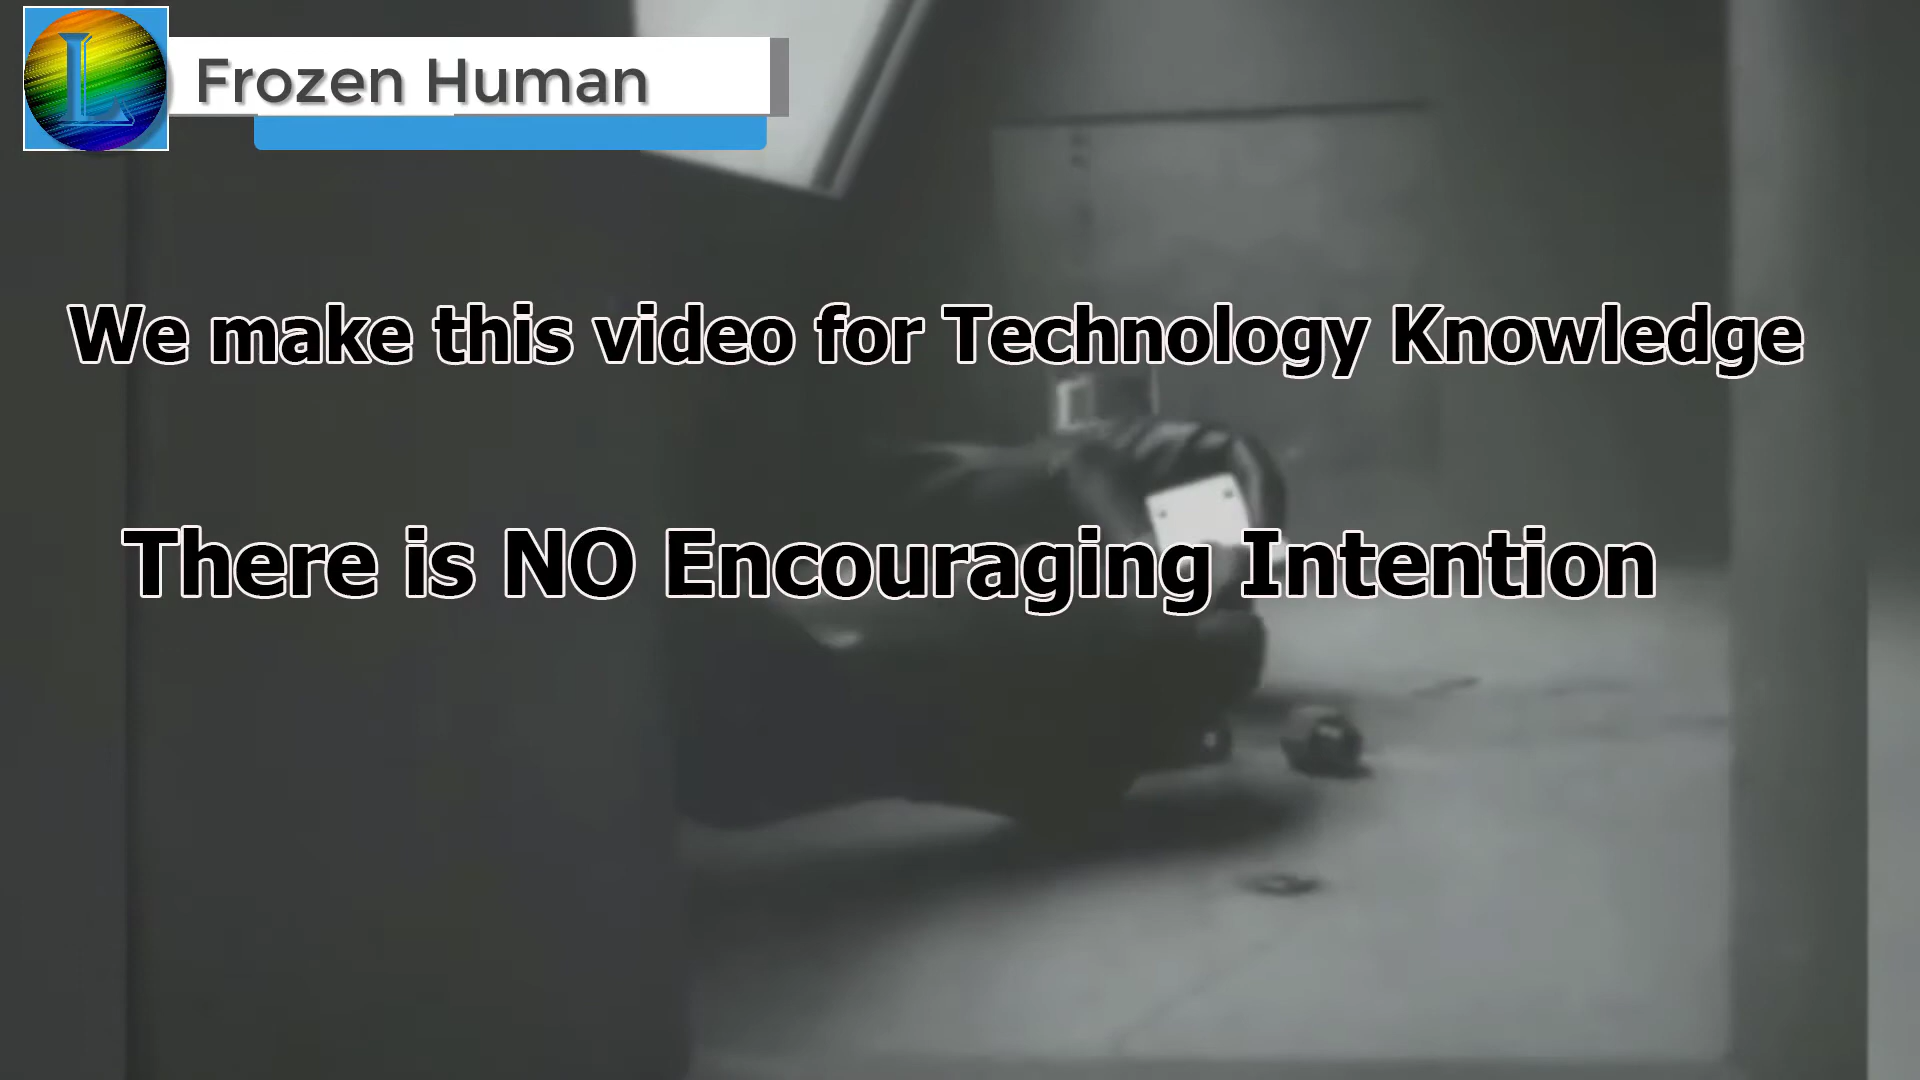 L
Frozen Human
We make this video for Technology Knowledge
There is NO Encouraging Intention